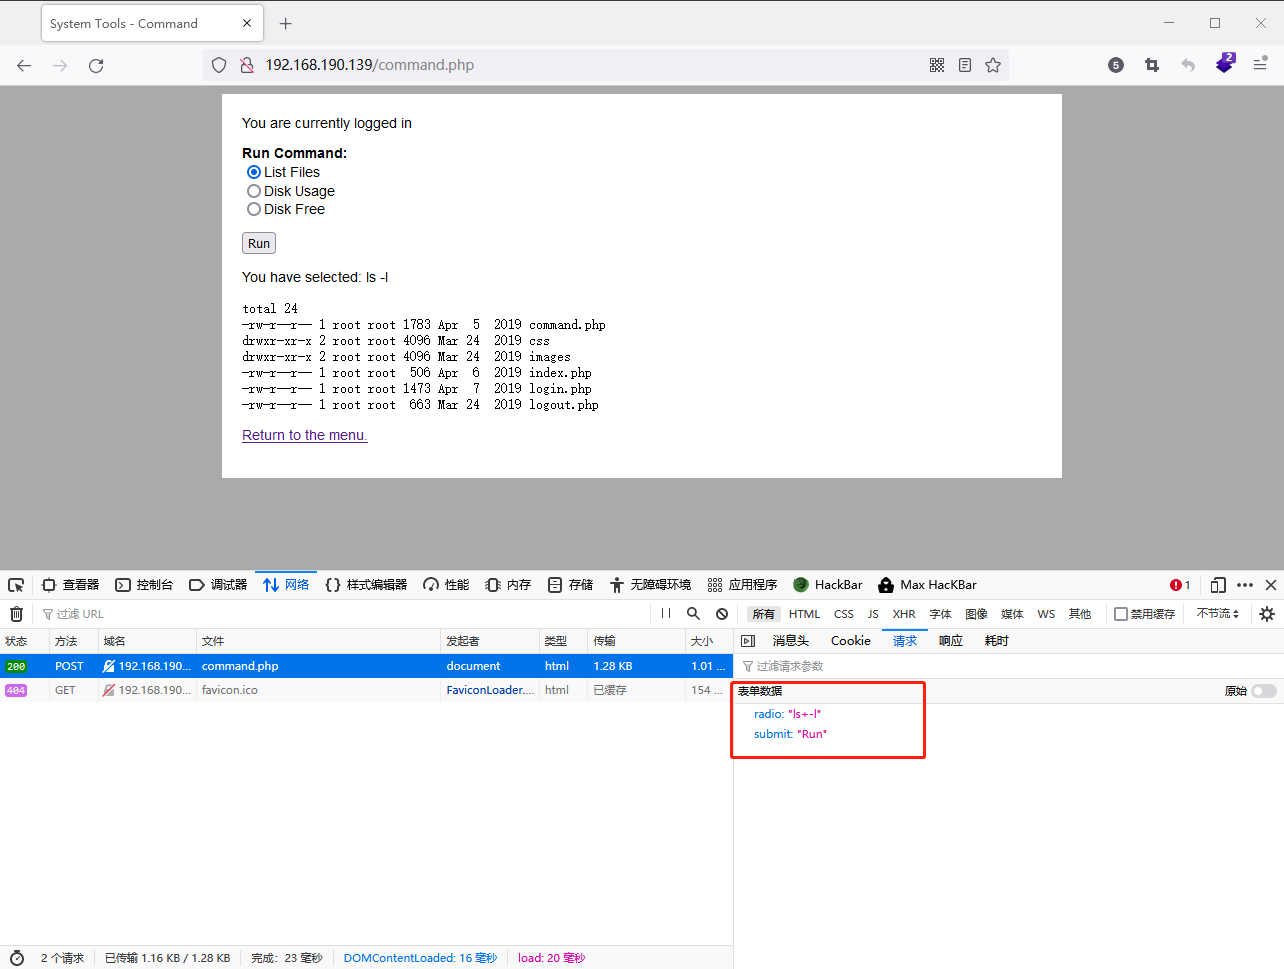 System Tools - Command
192.168.190.139/command.php
5
2
You are currently logged in
Run Command:
List Files
Disk Usage
Disk Free
Run
You have selected: ls -l
total 24
-rw-r--r-- 1 root root 1783 Apr  5  2019 command.php
drwxr-xr-x 2 root root 4096 Mar 24  2019 css
drwxr-xr-x 2 root root 4096 Mar 24  2019 images
-rw-r--r-- 1 root root  506 Apr  6  2019 index.php
-rw-r--r-- 1 root root 1473 Apr  7  2019 login.php
-rw-r--r-- 1 root root  663 Mar 24  2019 logout.php
Return to the menu.
查看器 控制台 调试器 网络 样式编辑器 性能 内存 存储 无障碍环境 应用程序 HackBar Max HacKBar 1
过滤 URL 所有 HTML CSS JS XHR 字体 图像 媒体 WS 其他 禁用缓存 不节流
状态 方法 域名 文件 发起者 类型 传输 大小 消息头 Cookie 请求 响应 耗时
200 POST 192.168.190... command.php document html 1.28 KB 1.01 ... 过滤请求参数
404 GET 192.168.190... favicon.ico FaviconLoader.... html 已缓存 154 ... 表单数据 原始
radio: "ls+-l"
submit: "Run"
2 个请求 已传输 1.16 KB / 1.28 KB 完成: 23 毫秒 DOMContentLoaded: 16 毫秒 load: 20 毫秒